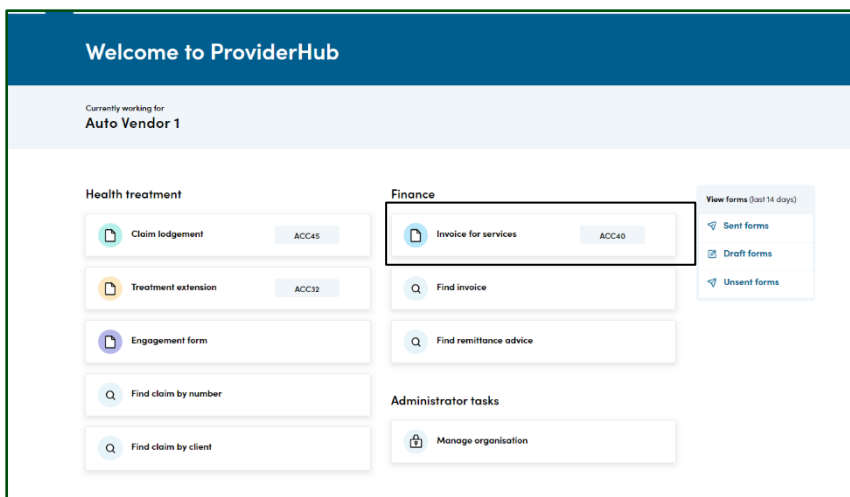 Welcome to ProviderHub
Currently working for
Auto Vendor 1
Health treatment
Claim lodgement ACC45
Treatment extension ACC32
Engagement form
Find claim by number
Find claim by client
Finance
Invoice for services ACC40
Find invoice
Find remittance advice
Administrator tasks
Manage organisation
View forms (last 14 days)
Sent forms
Draft forms
Unsent forms